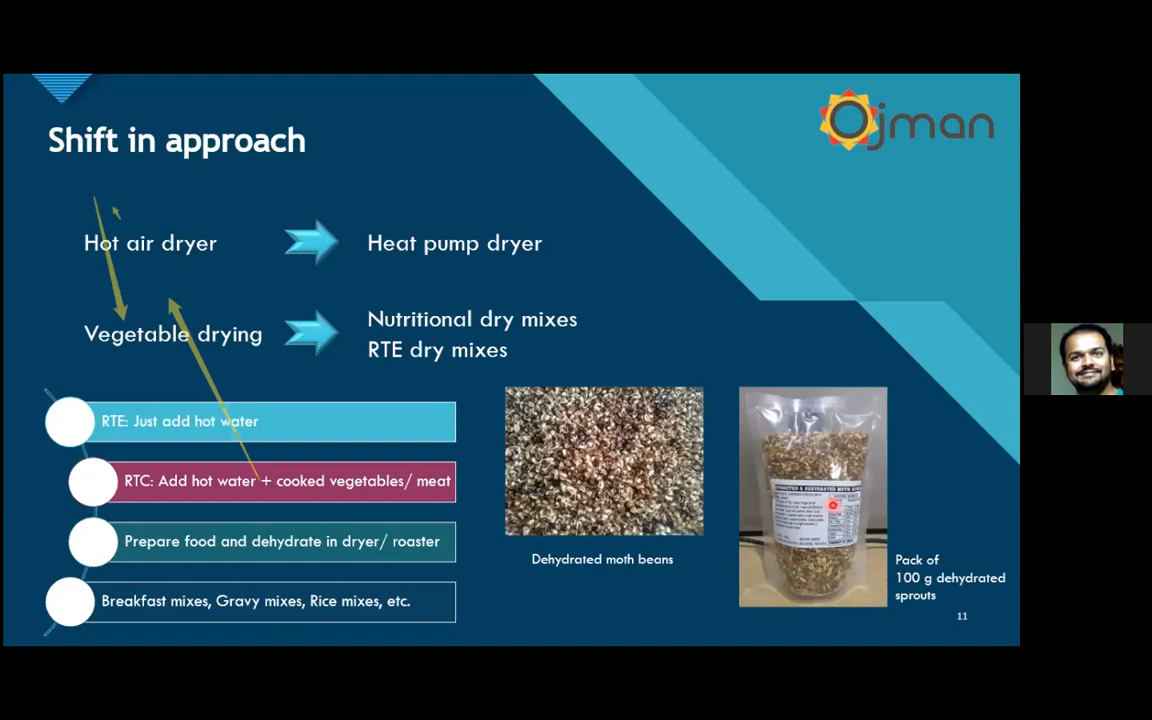 Ojman
Shift in approach
Hot air dryer
Heat pump dryer
Vegetable drying
Nutritional dry mixes
RTE dry mixes
RTE: Just add hot water
RTC: Add hot water + cooked vegetables/ meat
Prepare food and dehydrate in dryer/ roaster
Breakfast mixes, Gravy mixes, Rice mixes, etc.
Dehydrated moth beans
Pack of
100 g dehydrated
sprouts
11